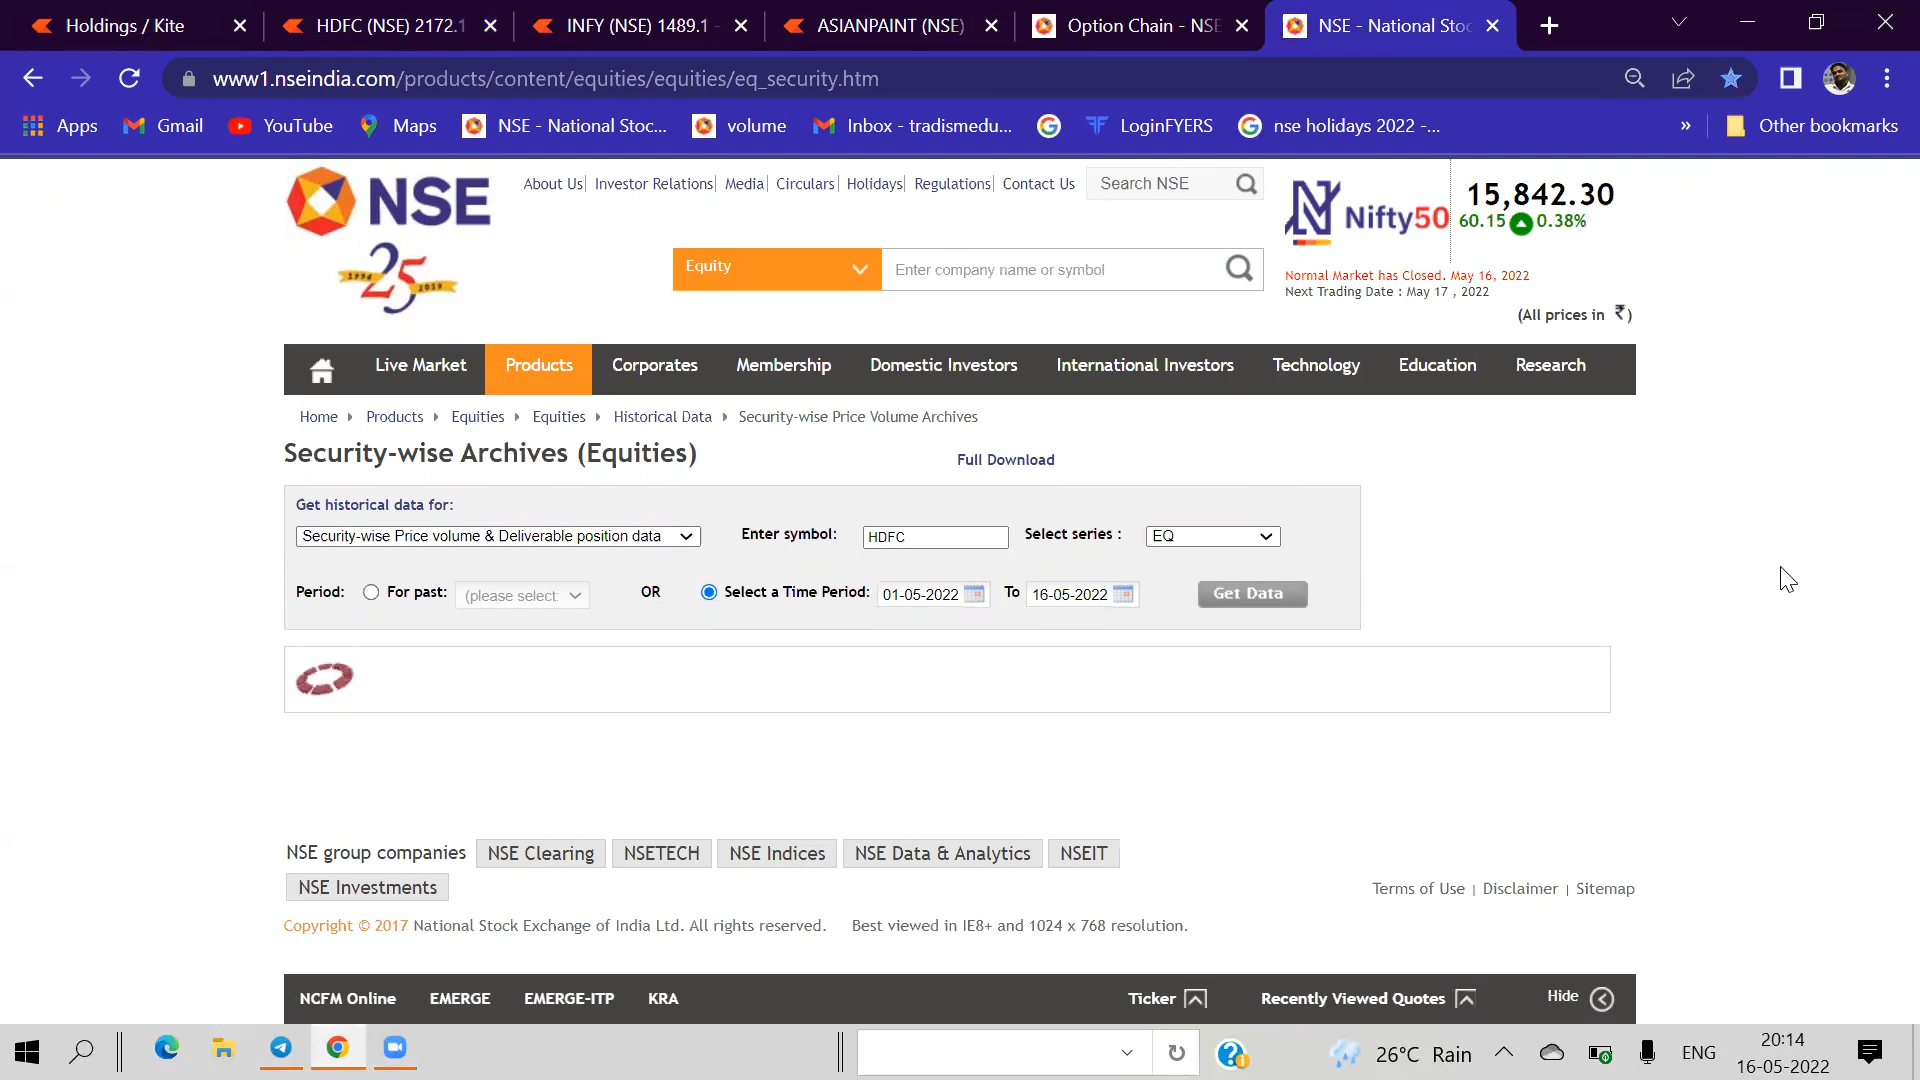 Holdings / Kite
HDFC (NSE) 2172.1
INFY (NSE) 1489.1 -
ASIANPAINT (NSE)
Option Chain - NSE
NSE - National Stoc
www1.nseindia.com/products/content/equities/equities/eq_security.htm
Apps
Gmail
YouTube
Maps
NSE - National Stoc...
volume
Inbox - tradismedu...
LoginFYERS
nse holidays 2022 -...
»
Other bookmarks
NSE
1994 25 2019
About Us| Investor Relations| Media| Circulars| Holidays| Regulations| Contact Us
Search NSE
Equity
Enter company name or symbol
Nifty50
15,842.30
60.15 0.38%
Normal Market has Closed. May 16, 2022
Next Trading Date : May 17 , 2022
(All prices in ₹)
Live Market Products Corporates Membership Domestic Investors International Investors Technology Education Research
Home Products Equities Equities Historical Data Security-wise Price Volume Archives
Security-wise Archives (Equities)
Full Download
Get historical data for:
Security-wise Price volume & Deliverable position data Enter symbol: HDFC Select series : EQ
Period: For past: (please select: OR Select a Time Period: 01-05-2022 To 16-05-2022 Get Data
NSE group companies NSE Clearing NSETECH NSE Indices NSE Data & Analytics NSEIT
NSE Investments
Terms of Use | Disclaimer | Sitemap
Copyright © 2017 National Stock Exchange of India Ltd. All rights reserved. Best viewed in IE8+ and 1024 x 768 resolution.
NCFM Online EMERGE EMERGE-ITP KRA Ticker Recently Viewed Quotes Hide
26°C Rain
ENG
20:14
16-05-2022